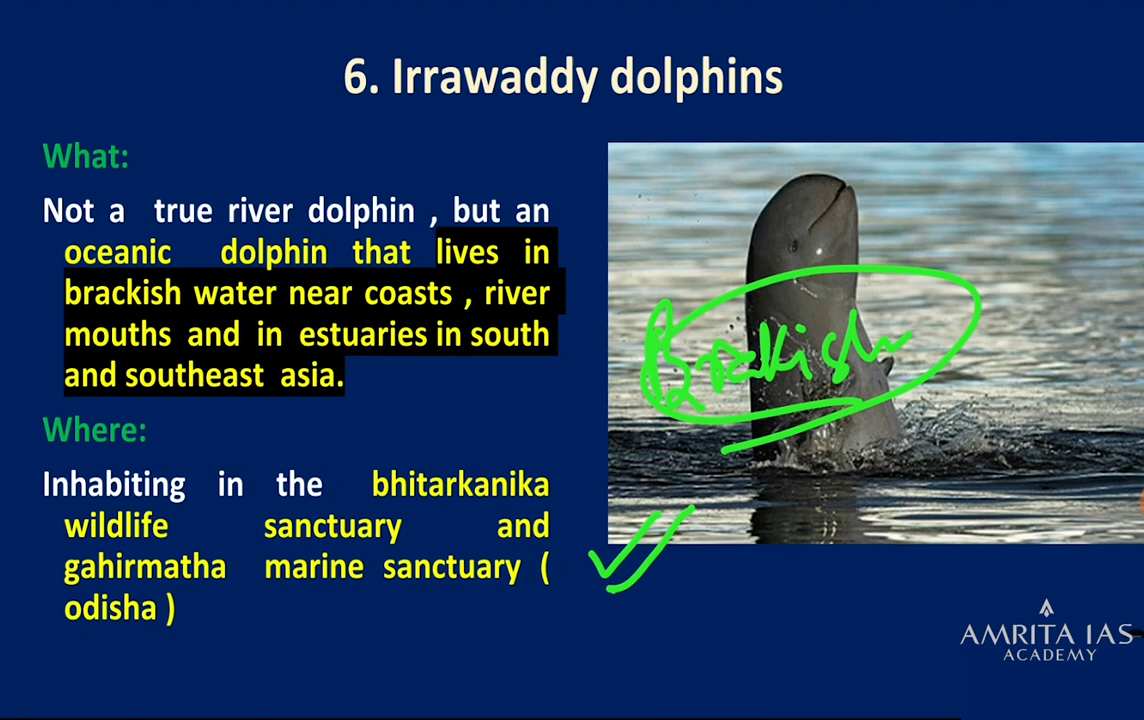 6. Irrawaddy dolphins
What:
Not a true river dolphin , but an
oceanic dolphin that lives in
brackish water near coasts , river
mouths and in estuaries in south
and southeast asia.
Brackish
Where:
Inhabiting in the bhitarkanika
wildlife sanctuary and
gahirmatha marine sanctuary (
odisha )
AMRITA IAS
ACADEMY